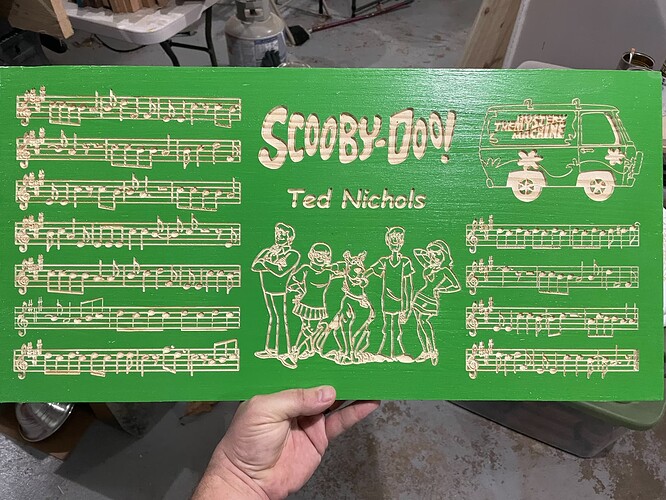 SCOOBY-DOO!
Ted Nichols
THE MYSTERY
MACHINE